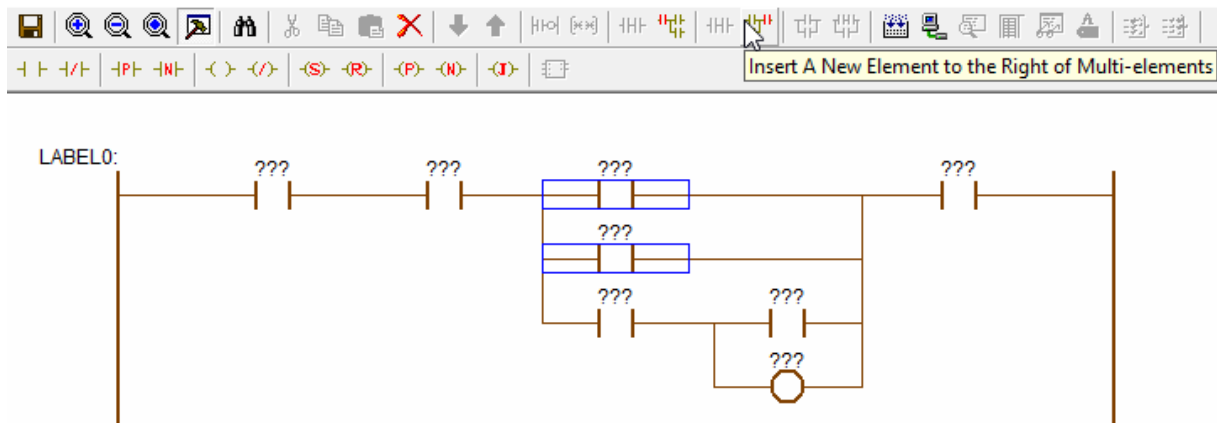 P N S R P N J
Insert A New Element to the Right of Multi-elements
LABEL0:
??? ??? ??? ???
???
??? ???
???